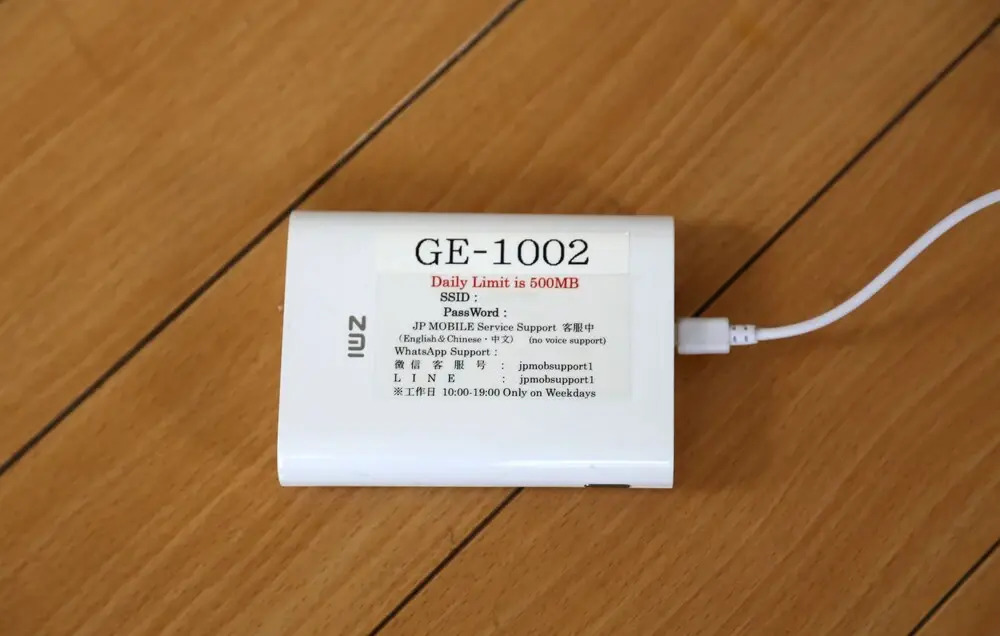 GE-1002
Daily Limit is 500MB
SSID :
PassWord :
JP MOBILE Service Support 客服中
(English＆Chinese・中文) (no voice support)
WhatsApp Support :
微信客服号 : jpmobsupport1
LINE : jpmobsupport1
※工作日 10:00-19:00 Only on Weekdays
ZMI